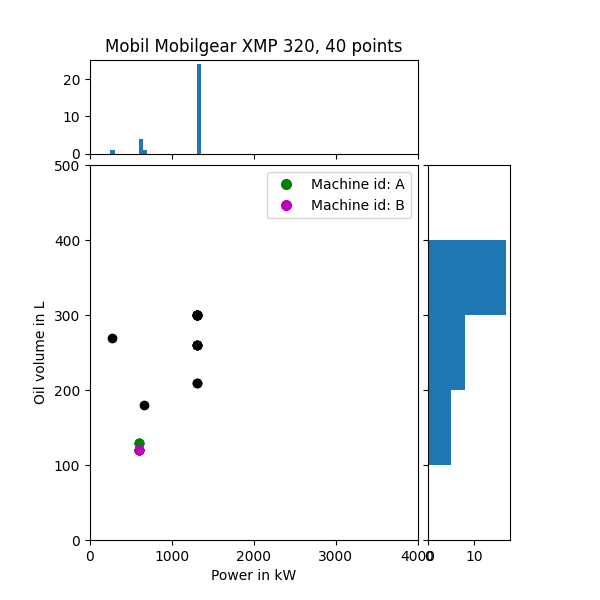 Mobil Mobilgear XMP 320, 40 points
20
10
0
500
400
300
200
100
0
Oil volume in L
Machine id: A
Machine id: B
0 1000 2000 3000 4000
0 10
Power in kW